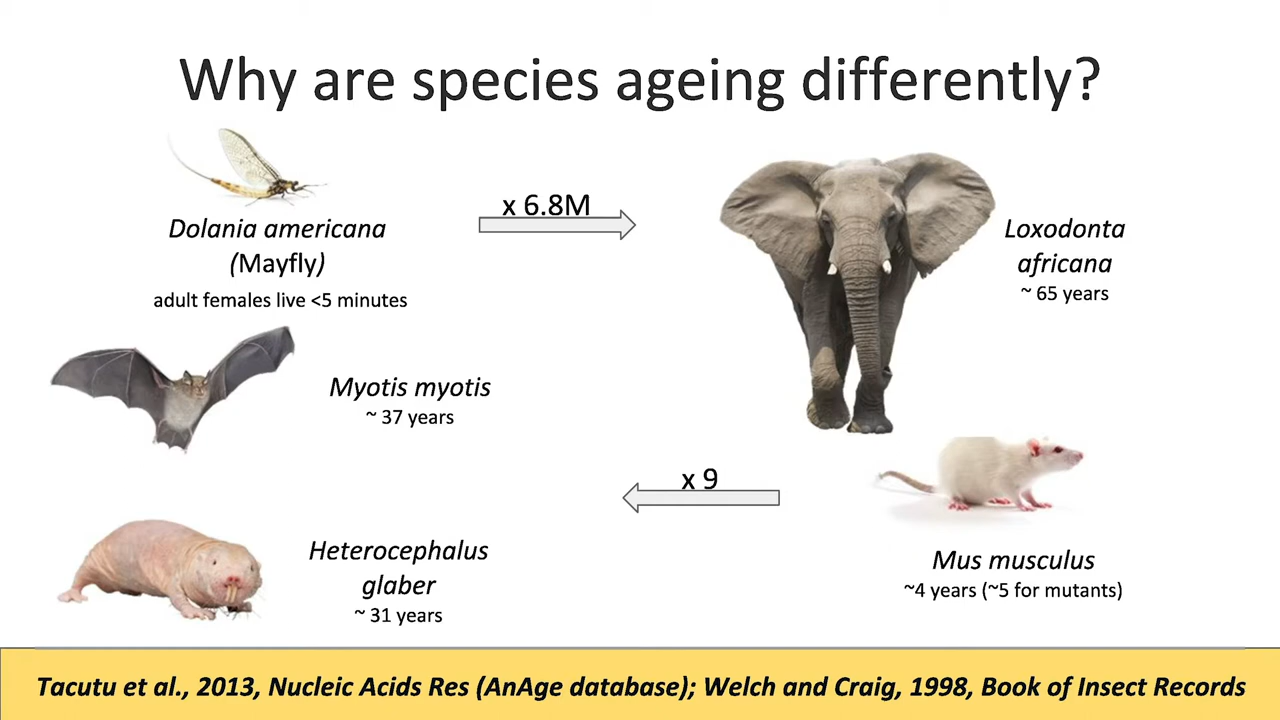 Why are species ageing differently?
Dolania americana
(Mayfly)
adult females live <5 minutes
x 6.8M
Loxodonta
africana
~ 65 years
Myotis myotis
~ 37 years
x 9
Heterocephalus
glaber
~ 31 years
Mus musculus
~4 years (~5 for mutants)
Tacutu et al., 2013, Nucleic Acids Res (AnAge database); Welch and Craig, 1998, Book of Insect Records